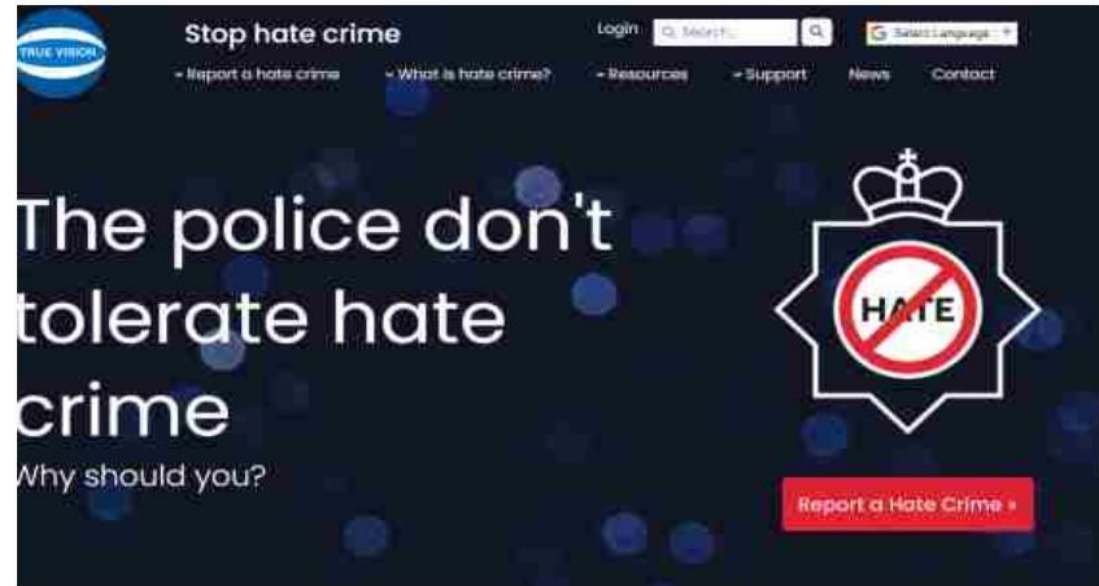 TRUE VISION
Stop hate crime
Login
Search...
Select Language
Report a hate crime
What is hate crime?
Resources
Support
News
Contact
The police don't
tolerate hate
crime
Why should you?
HATE
Report a Hate Crime »